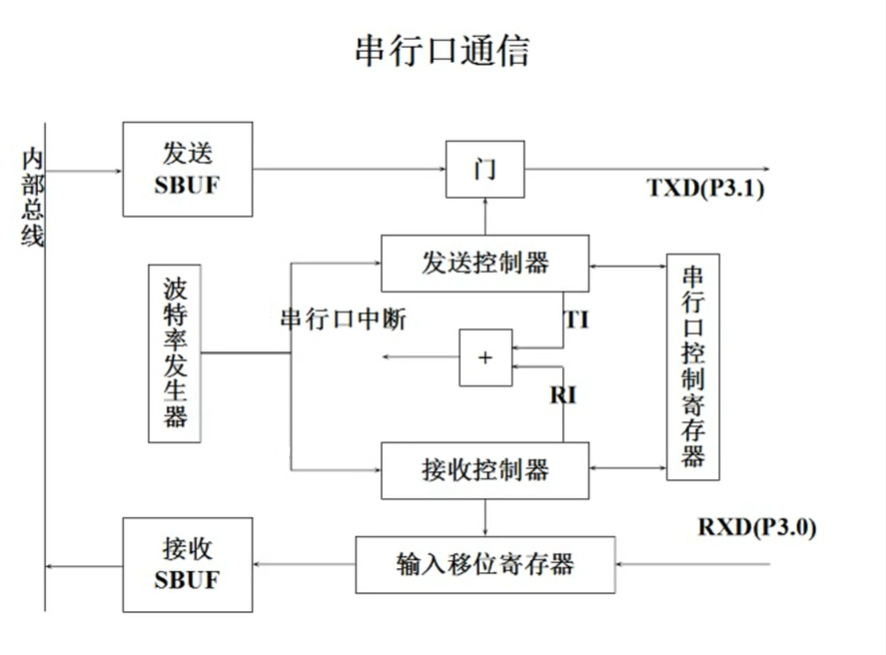 串行口通信
内部总线
发送
SBUF
门
TXD(P3.1)
发送控制器
波特率发生器
串行口中断
TI
+
RI
串行口控制寄存器
接收控制器
RXD(P3.0)
接收
SBUF
输入移位寄存器